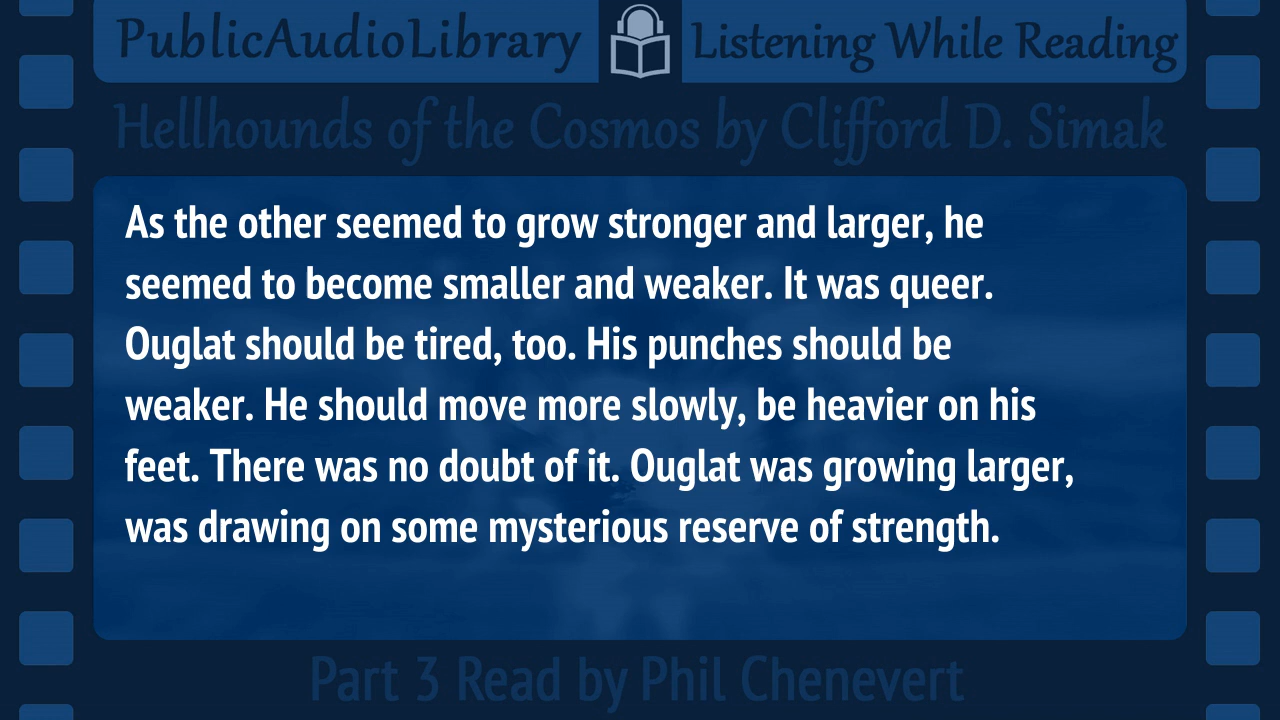 PublicAudioLibrary Listening While Reading
Hellhounds of the Cosmos by Clifford D. Simak
As the other seemed to grow stronger and larger, he
seemed to become smaller and weaker. It was queer.
Ouglat should be tired, too. His punches should be
weaker. He should move more slowly, be heavier on his
feet. There was no doubt of it. Ouglat was growing larger,
was drawing on some mysterious reserve of strength.
Part 3 Read by Phil Chenevert